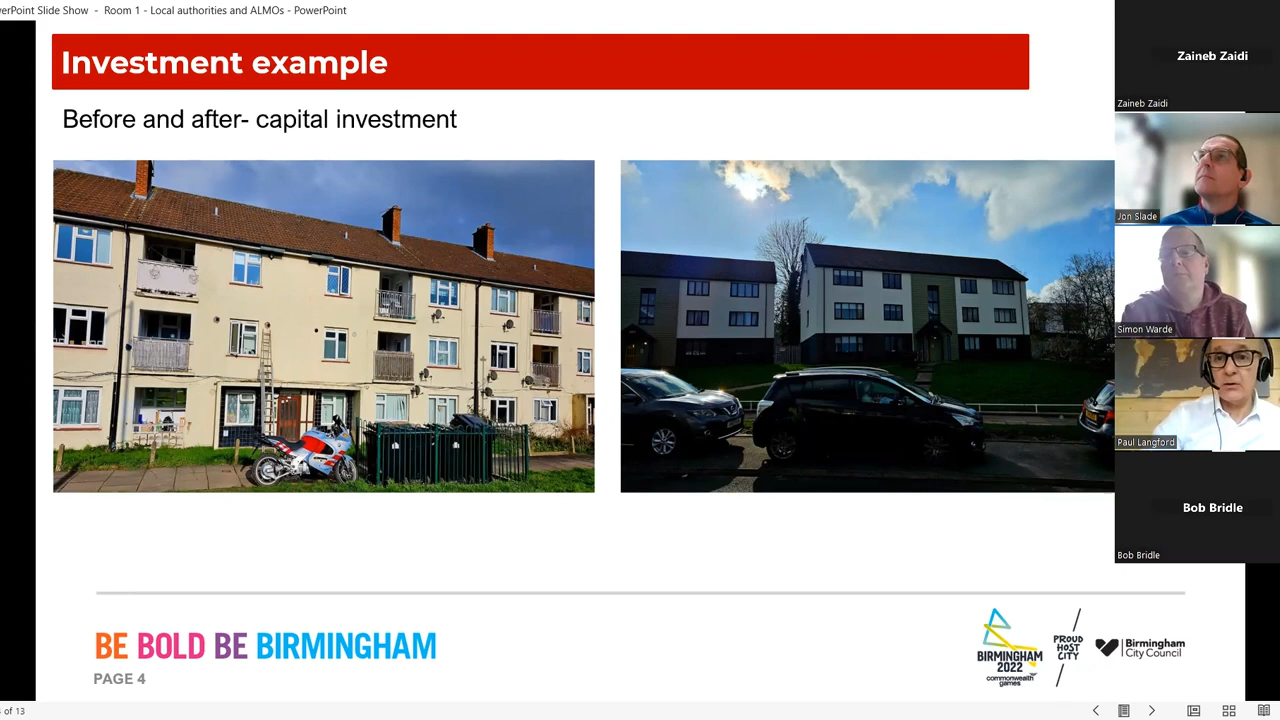 erPoint Slide Show - Room 1 - Local authorities and ALMOs - PowerPoint
Investment example
Before and after- capital investment
Zaineb Zaidi
Zaineb Zaidi
Jon Slade
Simon Warde
Paul Langford
Bob Bridle
Bob Bridle
BE BOLD BE BIRMINGHAM
PAGE 4
BIRMINGHAM
2022
commonwealth
games
PROUD
HOST
CITY
Birmingham
City Council
of 13